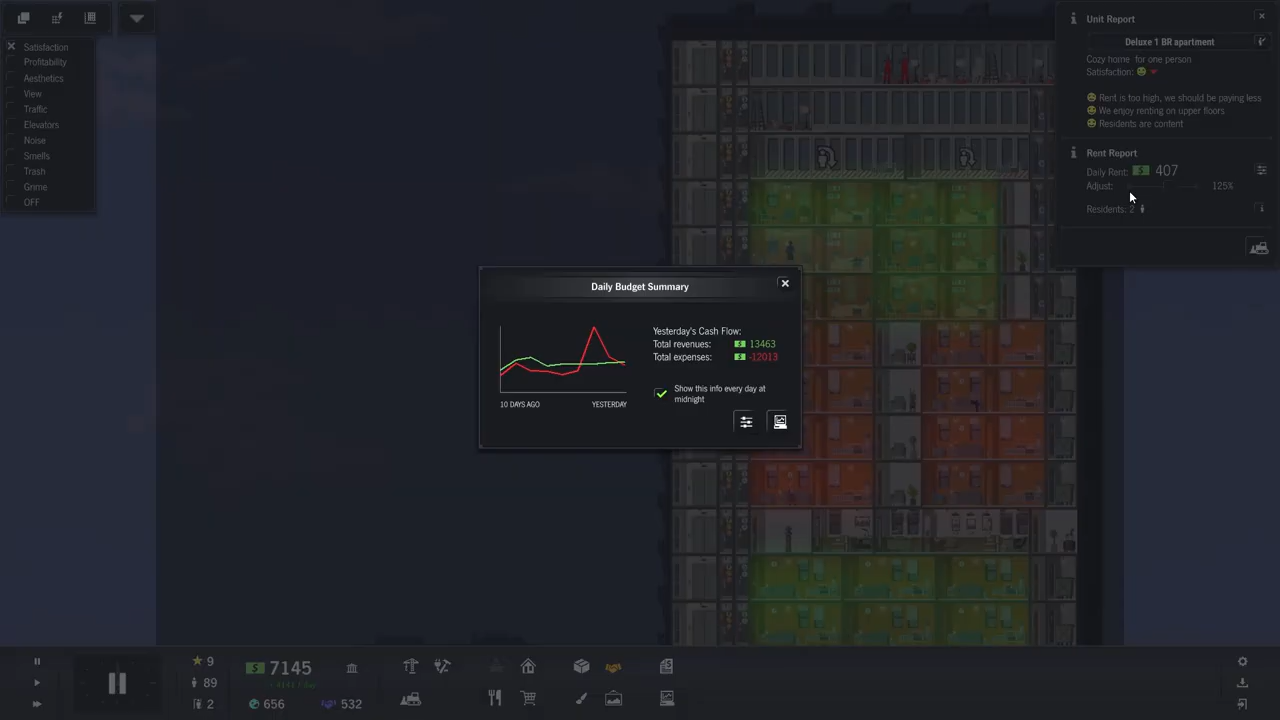 Satisfaction
Profitability
Aesthetics
View
Traffic
Elevators
Noise
Smells
Trash
Grime
OFF
Unit Report
Deluxe 1 BR apartment
Cozy home for one person
Satisfaction:
Rent is too high, we should be paying less
We enjoy renting on upper floors
Residents are content
Rent Report
Daily Rent: 407
Adjust: 125%
Residents: 2
Daily Budget Summary
Yesterday's Cash Flow:
Total revenues: 13463
Total expenses: -12013
Show this info every day at
midnight
10 DAYS AGO YESTERDAY
9
89
2
7145
656 532